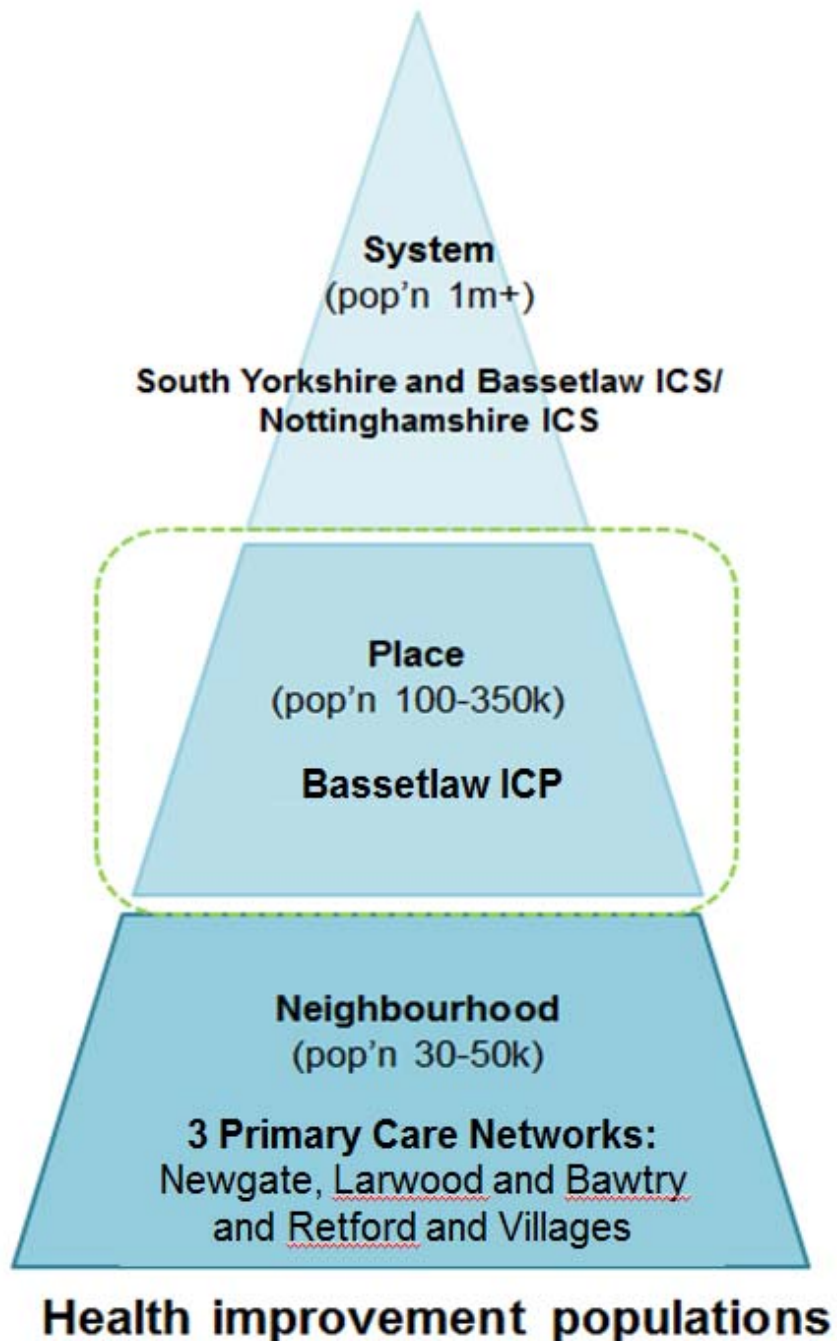 System
(pop'n 1m+)
South Yorkshire and Bassetlaw ICS/
Nottinghamshire ICS
Place
(pop'n 100-350k)
Bassetlaw ICP
Neighbourhood
(pop'n 30-50k)
3 Primary Care Networks:
Newgate, Larwood and Bawtry
and Retford and Villages
Health improvement populations